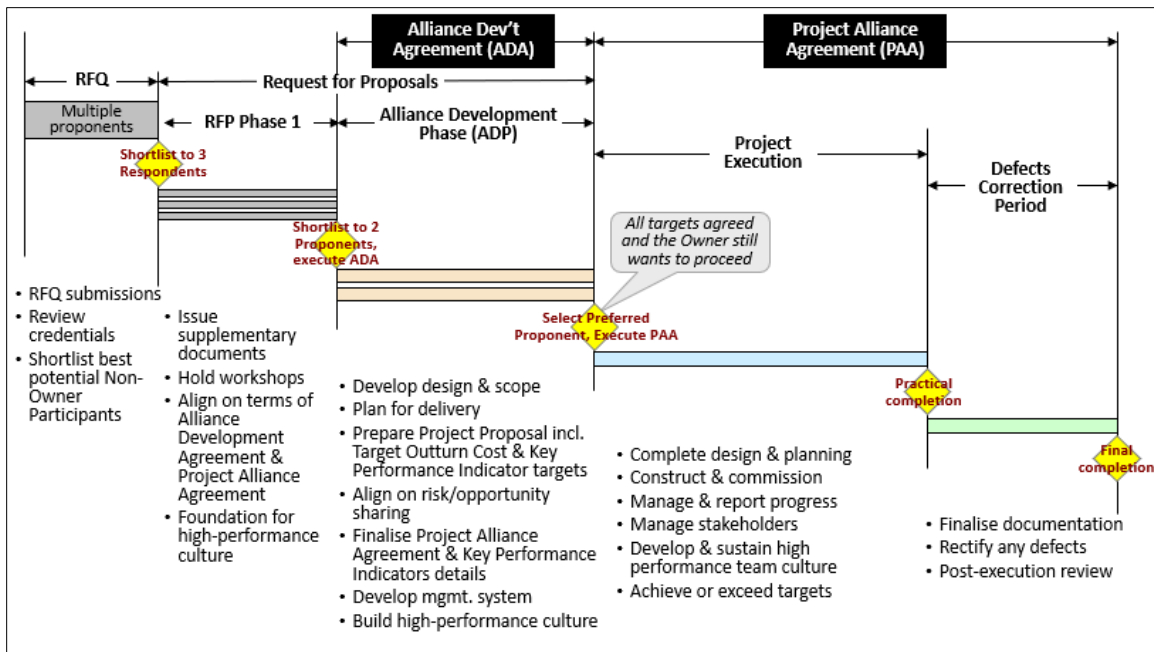 Alliance Dev't
Agreement (ADA)
Project Alliance
Agreement (PAA)
RFQ
Request for Proposals
Multiple
proponents
RFP Phase 1
Alliance Development
Phase (ADP)
Project
Execution
Defects
Correction
Period
Shortlist to 3
Respondents
Shortlist to 2
Proponents,
execute ADA
All targets agreed
and the Owner still
wants to proceed
Select Preferred
Proponent, Execute PAA
Practical
completion
Final
completion
• RFQ submissions
• Review
credentials
• Shortlist best
potential Non-
Owner
Participants
• Issue
supplementary
documents
• Hold workshops
• Align on terms of
Alliance
Development
Agreement &
Project Alliance
Agreement
• Foundation for
high-performance
culture
• Develop design & scope
• Plan for delivery
• Prepare Project Proposal incl.
Target Outturn Cost & Key
Performance Indicator targets
• Align on risk/opportunity
sharing
• Finalise Project Alliance
Agreement & Key Performance
Indicators details
• Develop mgmt. system
• Build high-performance culture
• Complete design & planning
• Construct & commission
• Manage & report progress
• Manage stakeholders
• Develop & sustain high
performance team culture
• Achieve or exceed targets
• Finalise documentation
• Rectify any defects
• Post-execution review